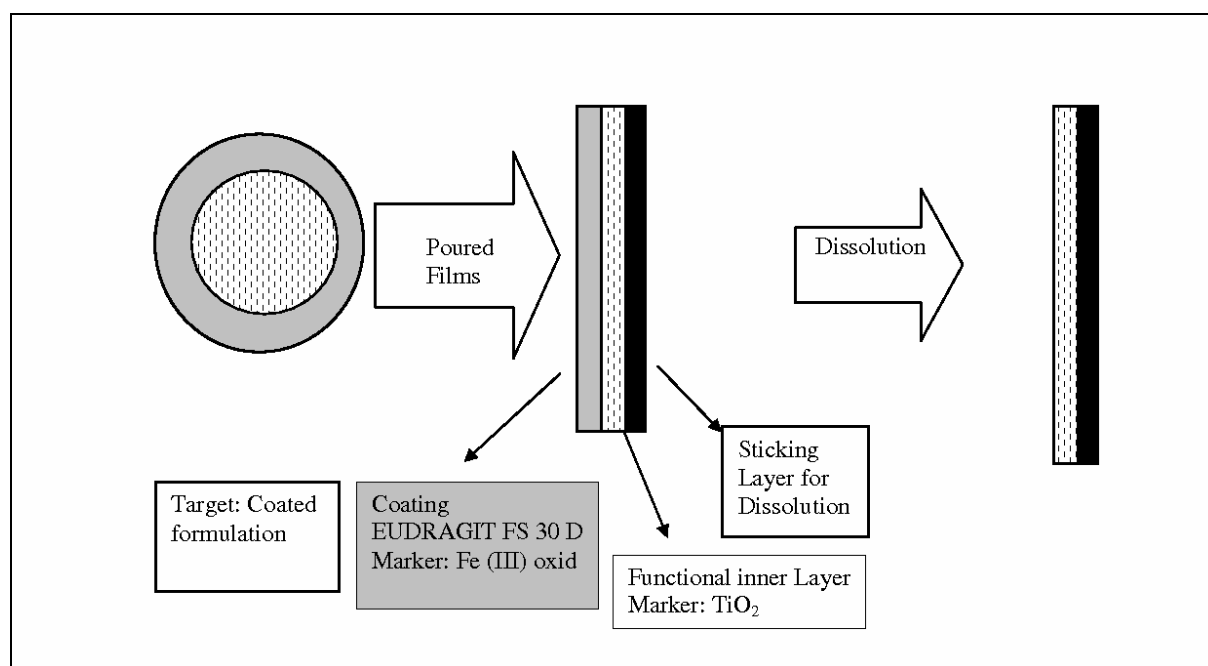 Poured
Films
Dissolution
Target: Coated
formulation
Coating
EUDRAGIT FS 30 D
Marker: Fe (III) oxid
Functional inner Layer
Marker: TiO₂
Sticking
Layer for
Dissolution